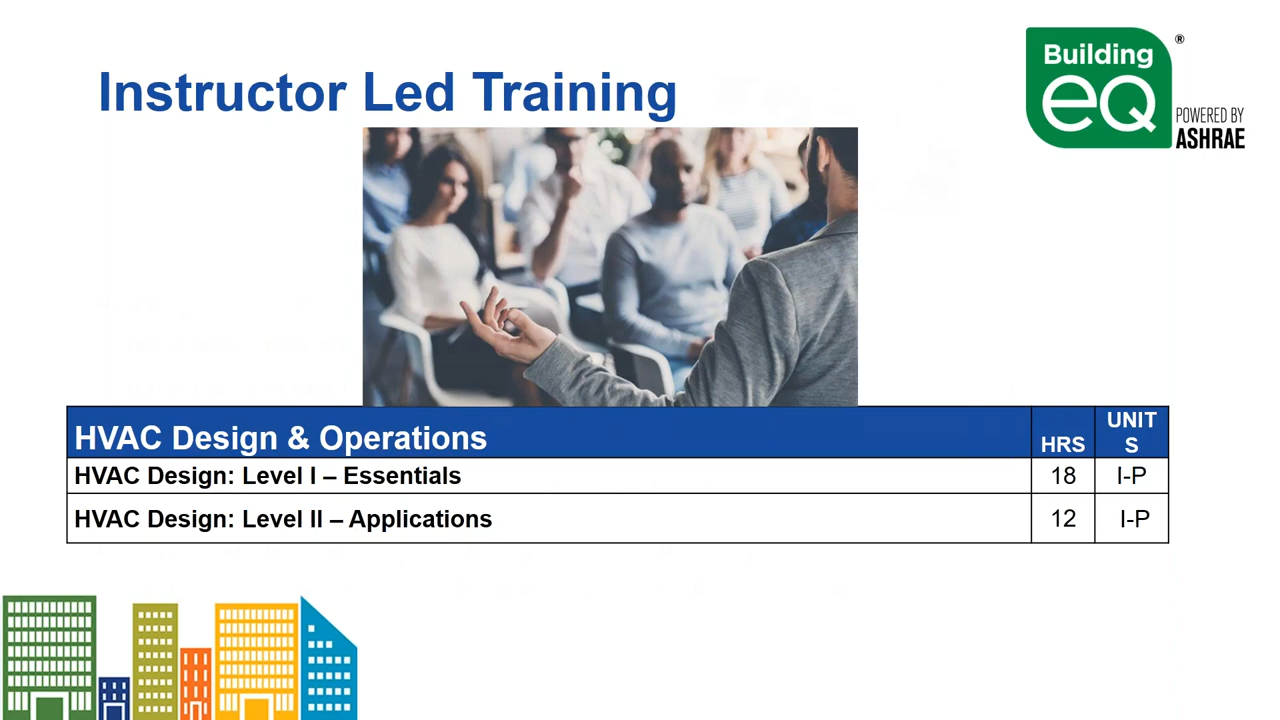 Instructor Led Training
Building
eQ
®
POWERED BY
ASHRAE
HVAC Design & Operations HRS UNIT
S
HVAC Design: Level I – Essentials 18 I-P
HVAC Design: Level II – Applications 12 I-P